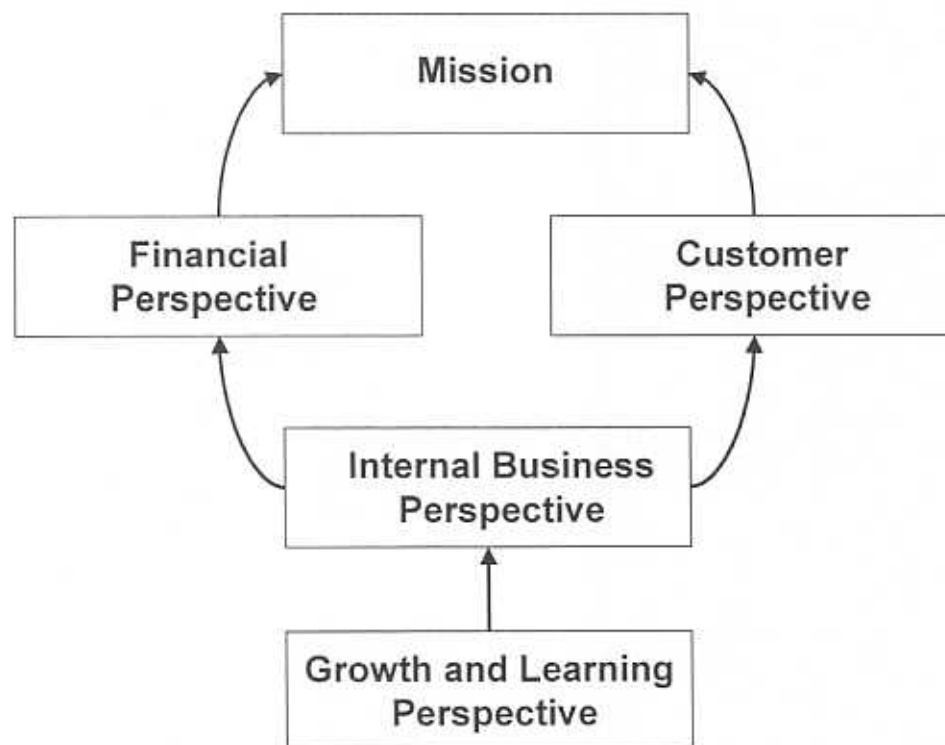 Mission
Financial
Perspective
Customer
Perspective
Internal Business
Perspective
Growth and Learning
Perspective